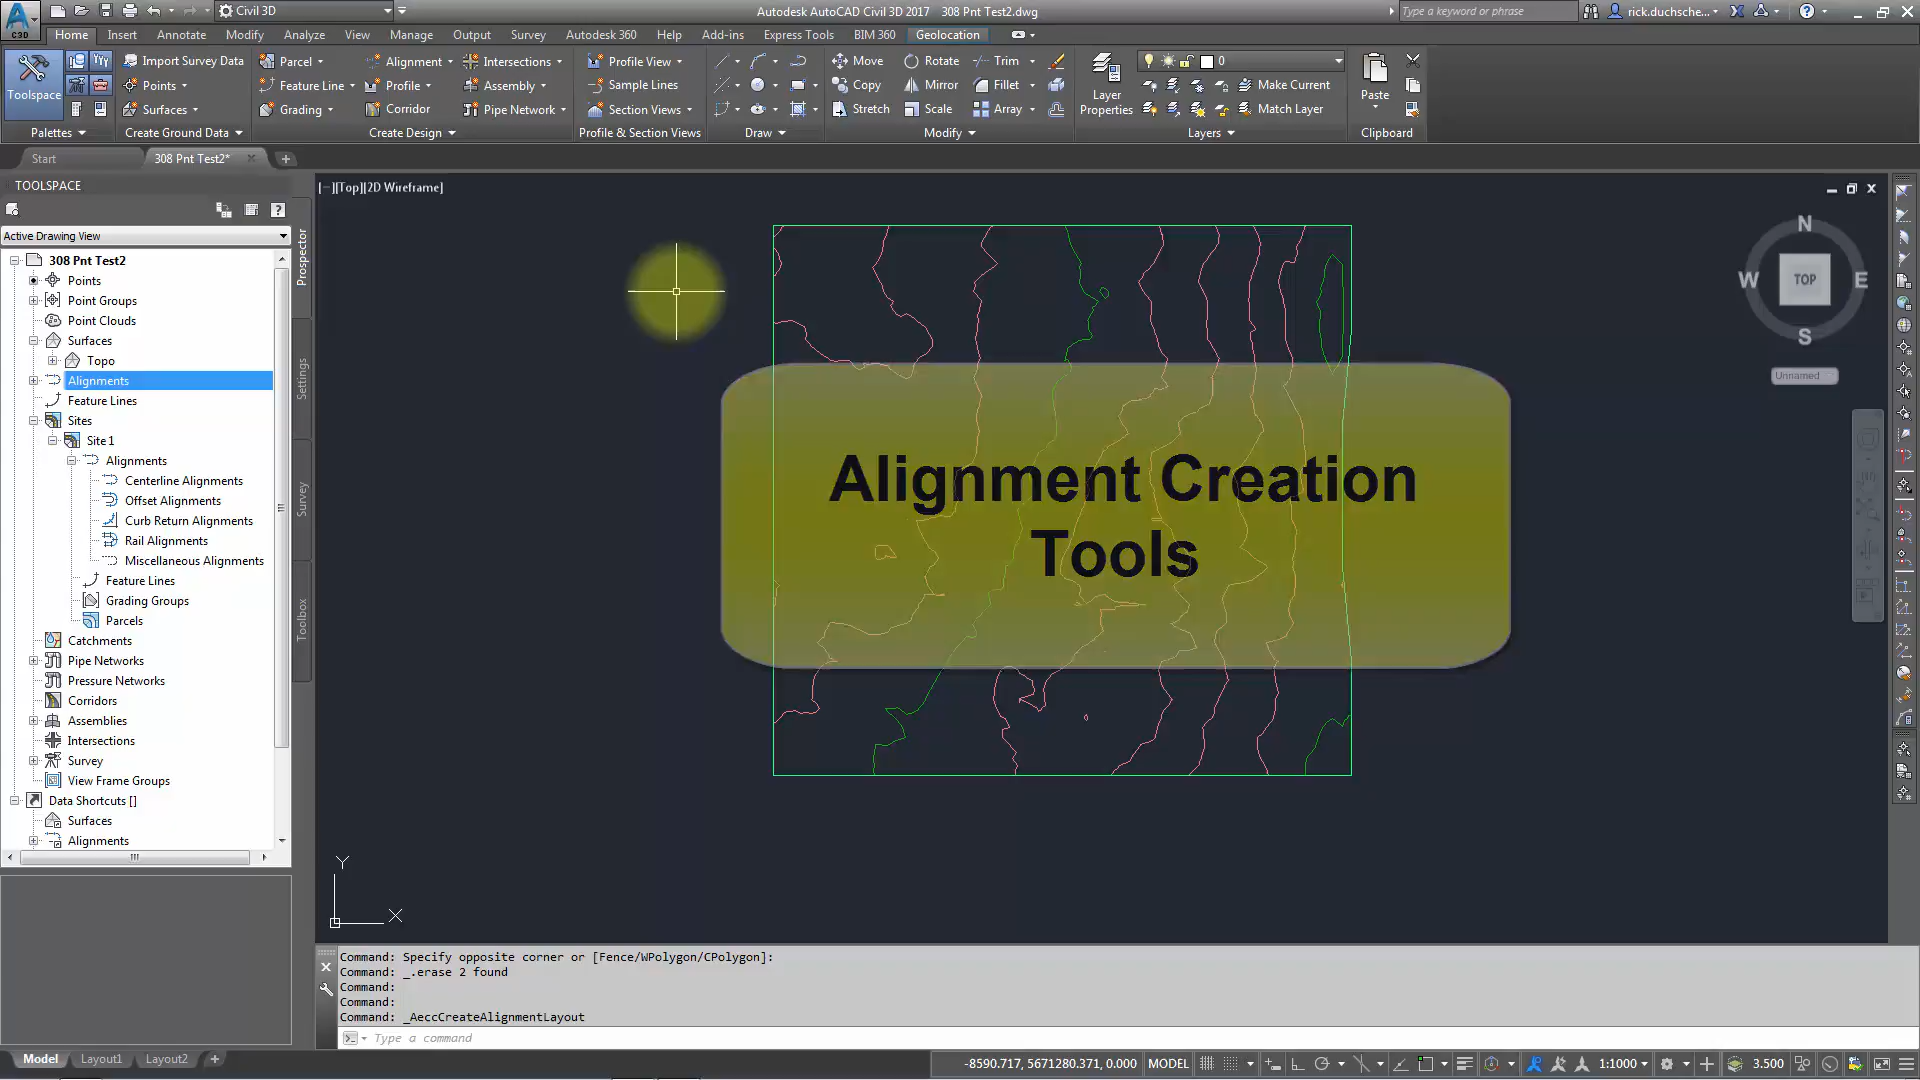 Civil 3D
Autodesk AutoCAD Civil 3D 2017 308 Pnt Test2.dwg
Type a keyword or phrase
rick.duchsche...
C3D
Home Insert Annotate Modify Analyze View Manage Output Survey Autodesk 360 Help Add-ins Express Tools BIM 360 Geolocation
Import Survey Data Parcel Alignment Intersections Profile View Move Rotate Trim 0
Toolspace Points Feature Line Profile Assembly Sample Lines Copy Mirror Fillet Layer Properties Make Current Paste
Surfaces Grading Corridor Pipe Network Section Views Stretch Scale Array Match Layer
Palettes Create Ground Data Create Design Profile & Section Views Draw Modify Layers Clipboard
Start 308 Pnt Test2*
TOOLSPACE
[−][Top][2D Wireframe]
Active Drawing View
308 Pnt Test2
Points
Point Groups
Point Clouds
Surfaces
Topo
Alignments
Feature Lines
Sites
Site 1
Alignments
Centerline Alignments
Offset Alignments
Curb Return Alignments
Rail Alignments
Miscellaneous Alignments
Feature Lines
Grading Groups
Parcels
Catchments
Pipe Networks
Pressure Networks
Corridors
Assemblies
Intersections
Survey
View Frame Groups
Data Shortcuts []
Surfaces
Alignments
Prospector
Settings
Survey
Toolbox
N
W TOP E
S
Unnamed
Alignment Creation
Tools
Y
X
Command: Specify opposite corner or [Fence/WPolygon/CPolygon]:
Command: _.erase 2 found
Command:
Command:
Command: _AeccCreateAlignmentLayout
Type a command
Model Layout1 Layout2
-8590.717, 5671280.371, 0.000 MODEL 1:1000 3.500